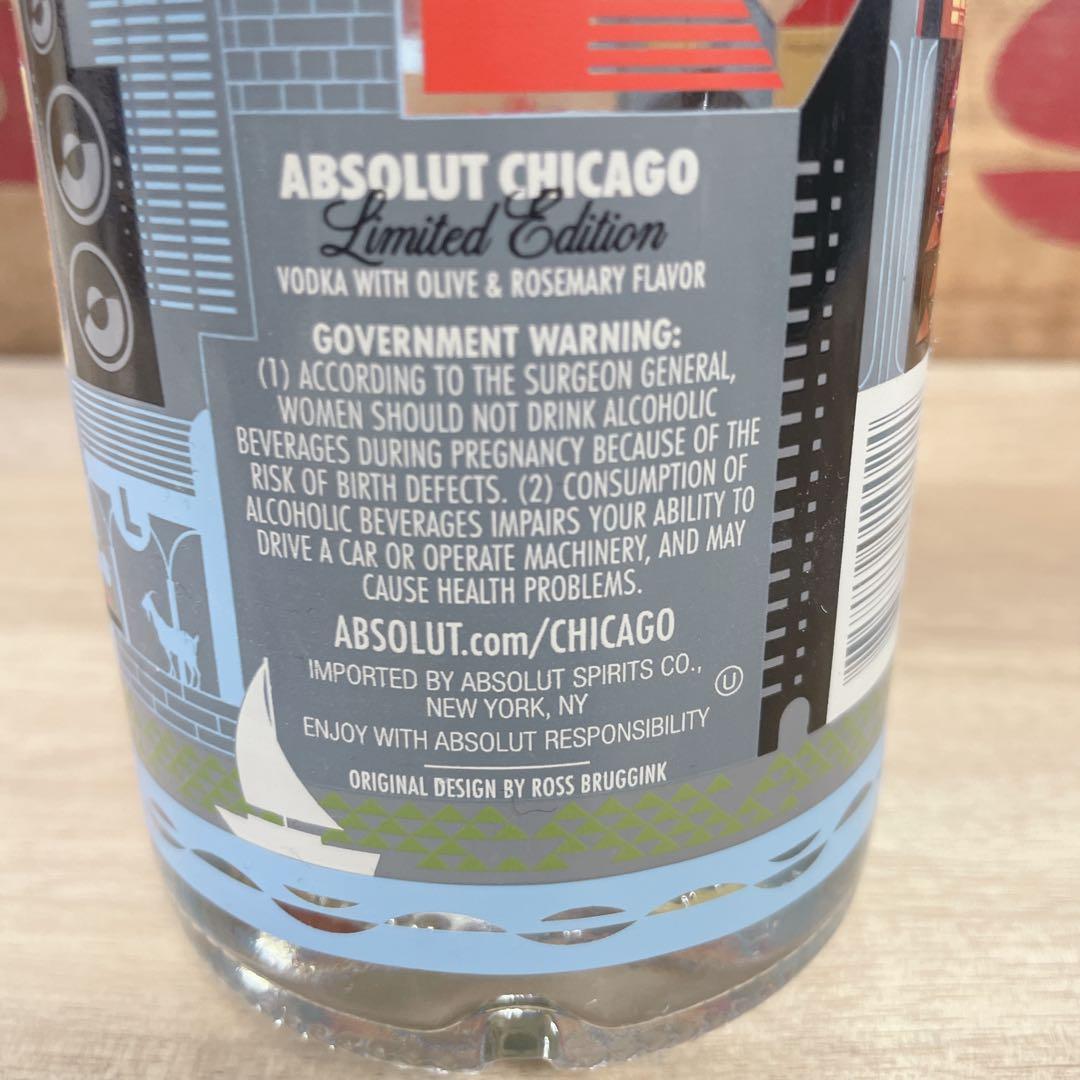 ABSOLUT CHICAGO
Limited Edition
VODKA WITH OLIVE & ROSEMARY FLAVOR
GOVERNMENT WARNING:
(1) ACCORDING TO THE SURGEON GENERAL,
WOMEN SHOULD NOT DRINK ALCOHOLIC
BEVERAGES DURING PREGNANCY BECAUSE OF THE
RISK OF BIRTH DEFECTS. (2) CONSUMPTION OF
ALCOHOLIC BEVERAGES IMPAIRS YOUR ABILITY TO
DRIVE A CAR OR OPERATE MACHINERY, AND MAY
CAUSE HEALTH PROBLEMS.
ABSOLUT.com/CHICAGO
IMPORTED BY ABSOLUT SPIRITS CO.,
NEW YORK, NY
U
ENJOY WITH ABSOLUT RESPONSIBILITY
ORIGINAL DESIGN BY ROSS BRUGGINK